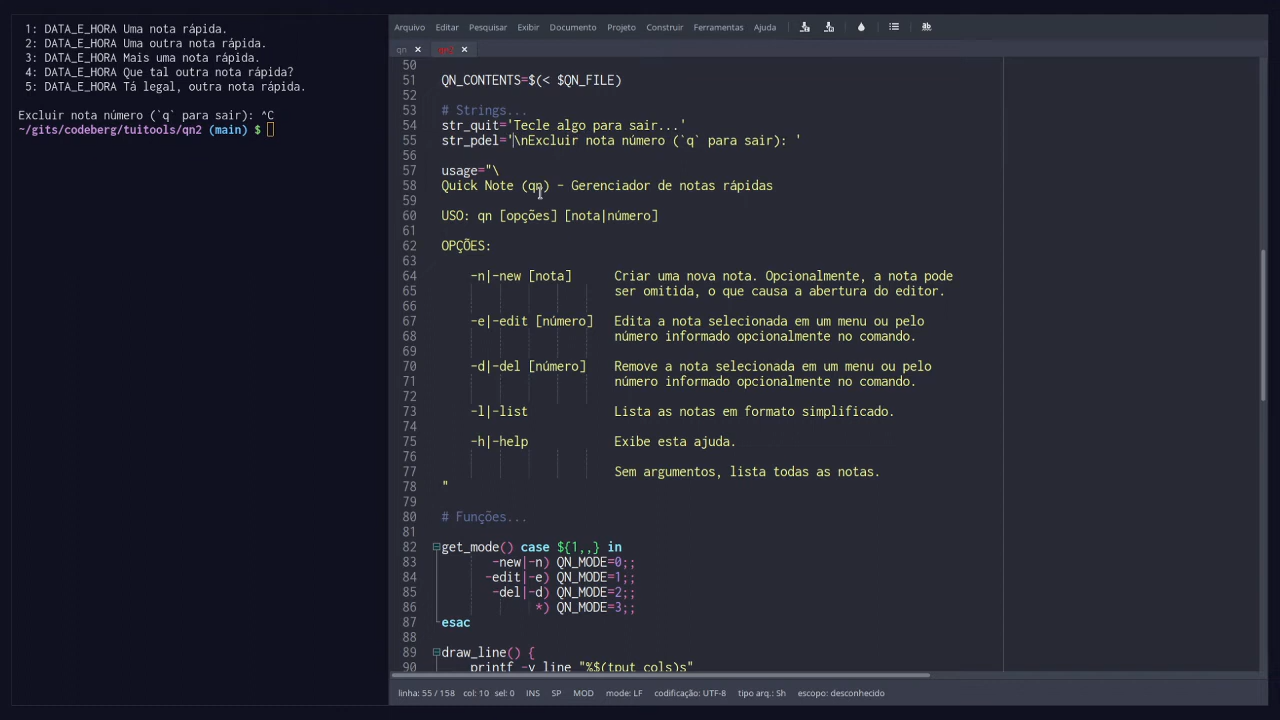 1: DATA_E_HORA Uma nota rápida.
2: DATA_E_HORA Uma outra nota rápida.
3: DATA_E_HORA Mais uma nota rápida.
4: DATA_E_HORA Que tal outra nota rápida?
5: DATA_E_HORA Tá legal, outra nota rápida.
Excluir nota número (`q` para sair): ^C
~/gits/codeberg/tuitools/qn2 (main) $
Arquivo Editar Pesquisar Exibir Documento Projeto Construir Ferramentas Ajuda
qn qn2
50
51 QN_CONTENTS=$(< $QN_FILE)
52
53 # Strings...
54 str_quit='Tecle algo para sair...'
55 str_pdel='\nExcluir nota número (`q` para sair): '
56
57 usage="\
58 Quick Note (qn) - Gerenciador de notas rápidas
59
60 USO: qn [opções] [nota|número]
61
62 OPÇÕES:
63
64 -n|-new [nota] Criar uma nova nota. Opcionalmente, a nota pode
65 ser omitida, o que causa a abertura do editor.
66
67 -e|-edit [número] Edita a nota selecionada em um menu ou pelo
68 número informado opcionalmente no comando.
69
70 -d|-del [número] Remove a nota selecionada em um menu ou pelo
71 número informado opcionalmente no comando.
72
73 -l|-list Lista as notas em formato simplificado.
74
75 -h|-help Exibe esta ajuda.
76
77 Sem argumentos, lista todas as notas.
78 "
79
80 # Funções...
81
82 get_mode() case ${1,,} in
83 -new|-n) QN_MODE=0;;
84 -edit|-e) QN_MODE=1;;
85 -del|-d) QN_MODE=2;;
86 *) QN_MODE=3;;
87 esac
88
89 draw_line() {
90 printf -v line "%$(tput cols)s"
linha: 55 / 158 col: 10 sel: 0 INS SP MOD mode: LF codificação: UTF-8 tipo arq.: Sh escopo: desconhecido